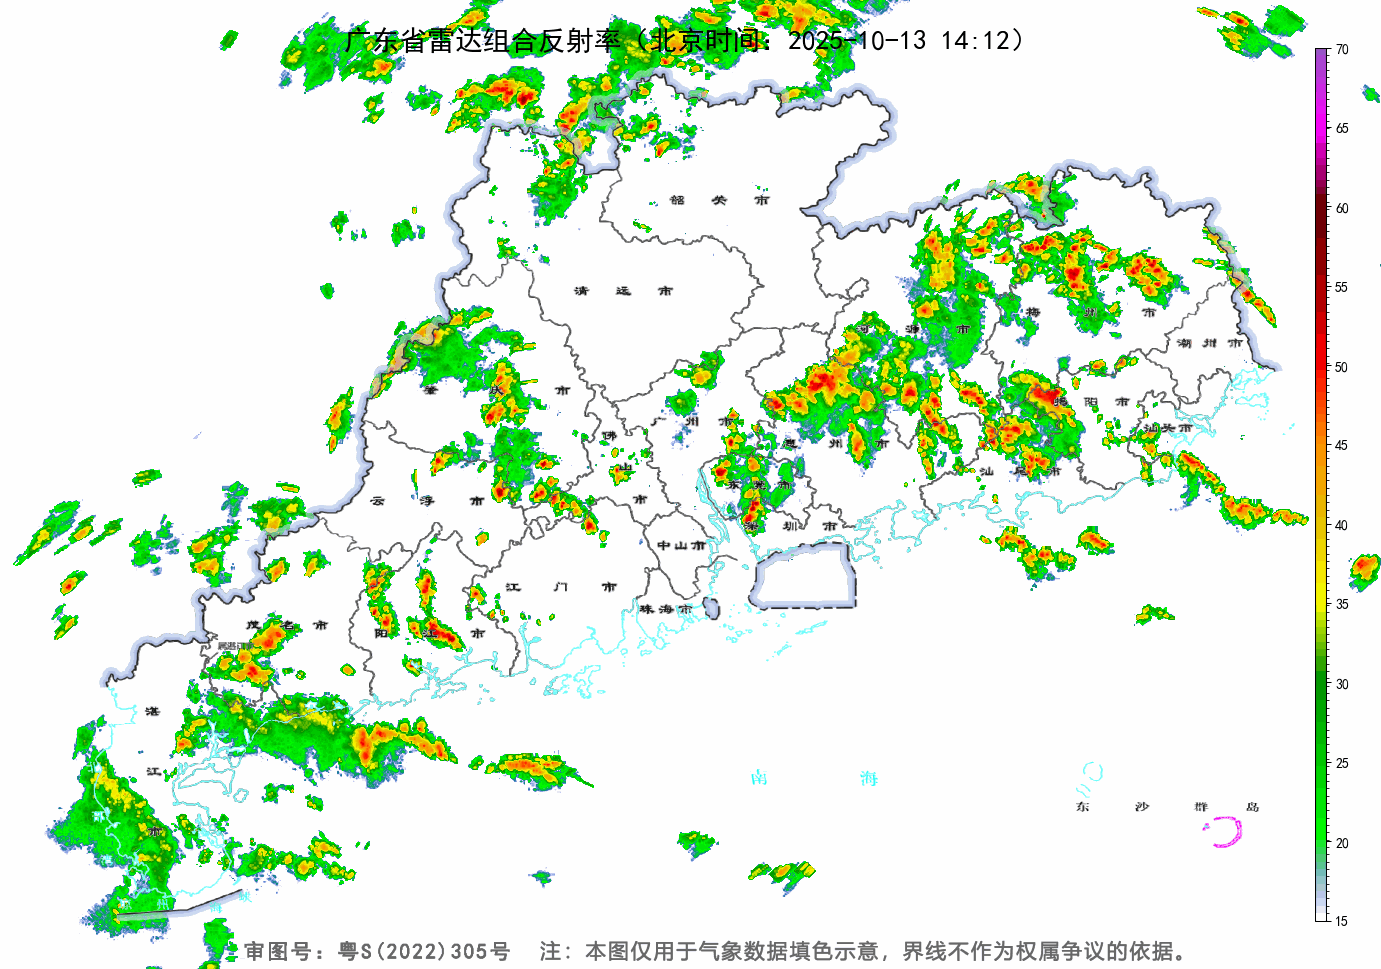 广东省雷达组合反射率（北京时间：2025-10-13 14:12）
70
65
60
55
50
45
40
35
30
25
20
15
韶关市
清远市
河源市
梅州市
潮州市
肇庆市
广州市
佛山市
惠州市
揭阳市
汕头市
汕尾市
东莞市
云浮市
深圳市
中山市
江门市
珠海市
茂名市
阳江市
湛江市
南海
东沙群岛
审图号：粤S(2022)305号 注：本图仅用于气象数据填色示意，界线不作为权属争议的依据。